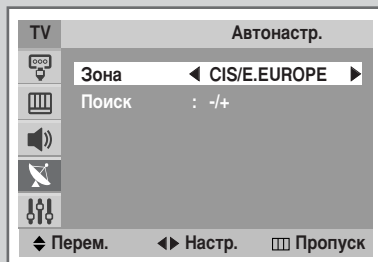 TV Автонастр.
Зона ◀ CIS/E.EUROPE ▶
Поиск : -/+
Перем. Настр. Пропуск